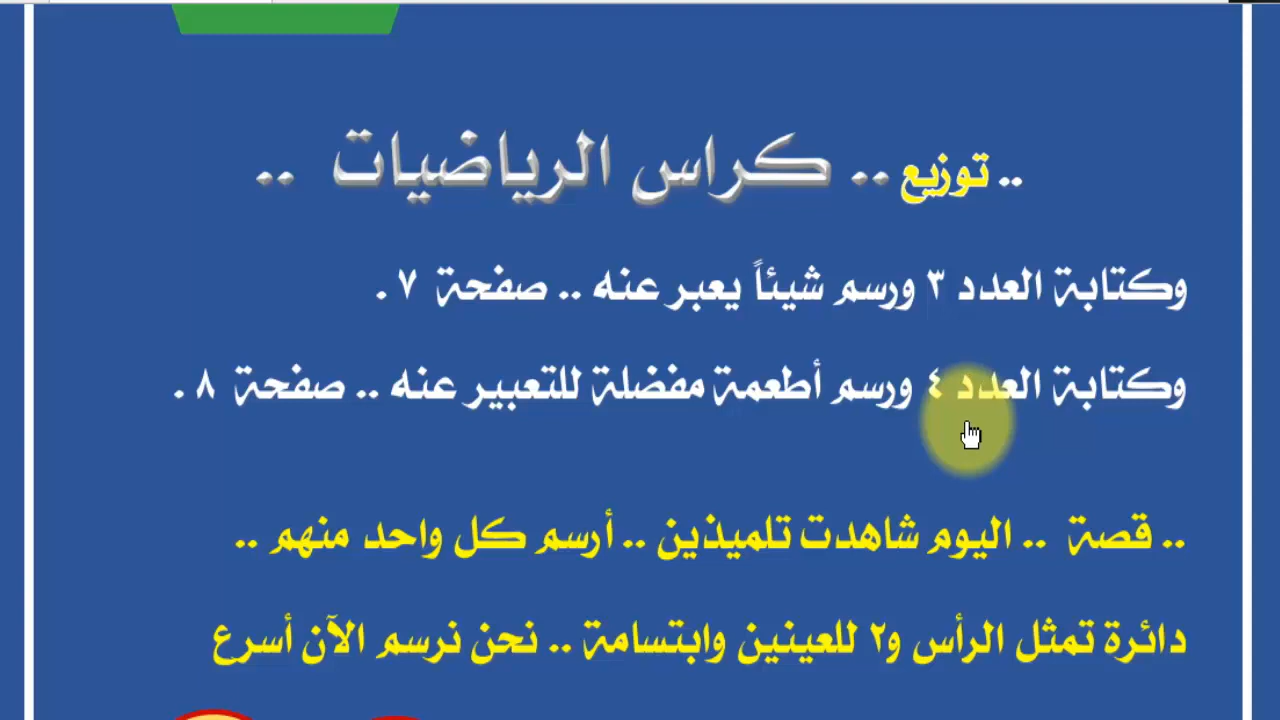 .. توزيع .. كراس الرياضيات ..
وكتابة العدد ٣ ورسم شيئاً يعبر عنه .. صفحة ٧ .
وكتابة العدد ٤ ورسم أطعمة مفضلة للتعبير عنه .. صفحة ٨ .
.. قصة .. اليوم شاهدت تلميذين .. أرسم كل واحد منهم ..
دائرة تمثل الرأس و٢ للعينين وابتسامة .. نحن نرسم الآن أسرع